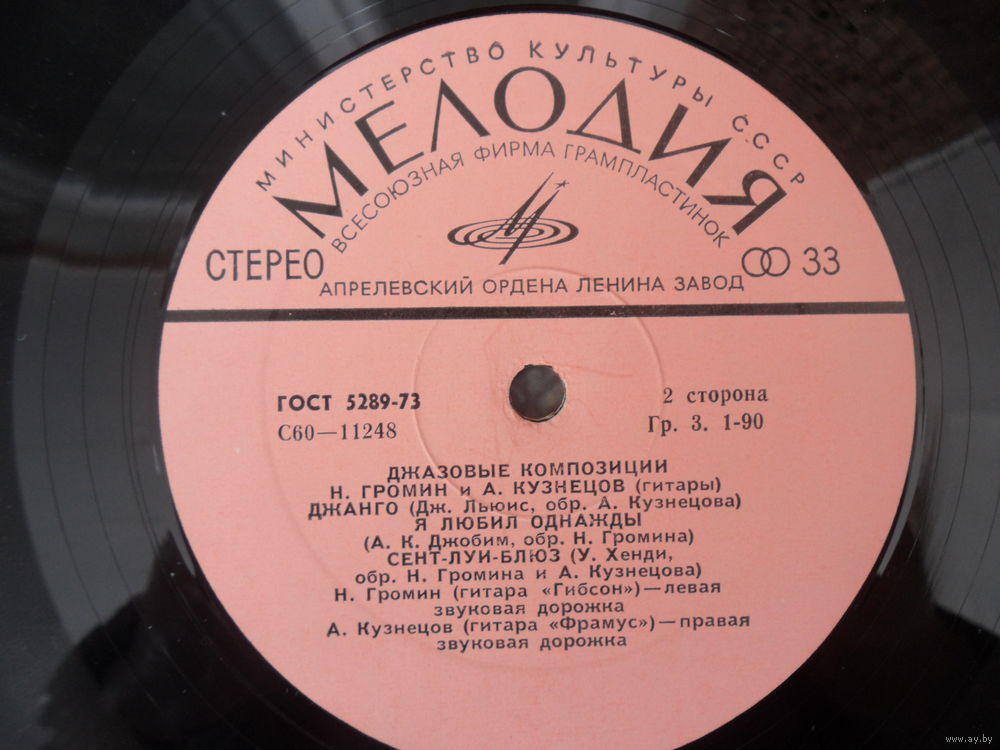 МИНИСТЕРСТВО КУЛЬТУРЫ СССР
МЕЛОДИЯ
ВСЕСОЮЗНАЯ ФИРМА ГРАМПЛАСТИНОК
СТЕРЕО
33
АПРЕЛЕВСКИЙ ОРДЕНА ЛЕНИНА ЗАВОД
ГОСТ 5289-73
2 сторона
С60—11248
Гр. 3. 1-90
ДЖАЗОВЫЕ КОМПОЗИЦИИ
Н. ГРОМИН и А. КУЗНЕЦОВ (гитары)
ДЖАНГО (Дж. Льюис, обр. А. Кузнецова)
Я ЛЮБИЛ ОДНАЖДЫ
(А. К. Джобим, обр. Н. Громина)
СЕНТ-ЛУИ-БЛЮЗ (У. Хенди,
обр. Н. Громина и А. Кузнецова)
Н. Громин (гитара «Гибсон»)—левая
звуковая дорожка
А. Кузнецов (гитара «Фрамус»)—правая
звуковая дорожка
www.ay.by